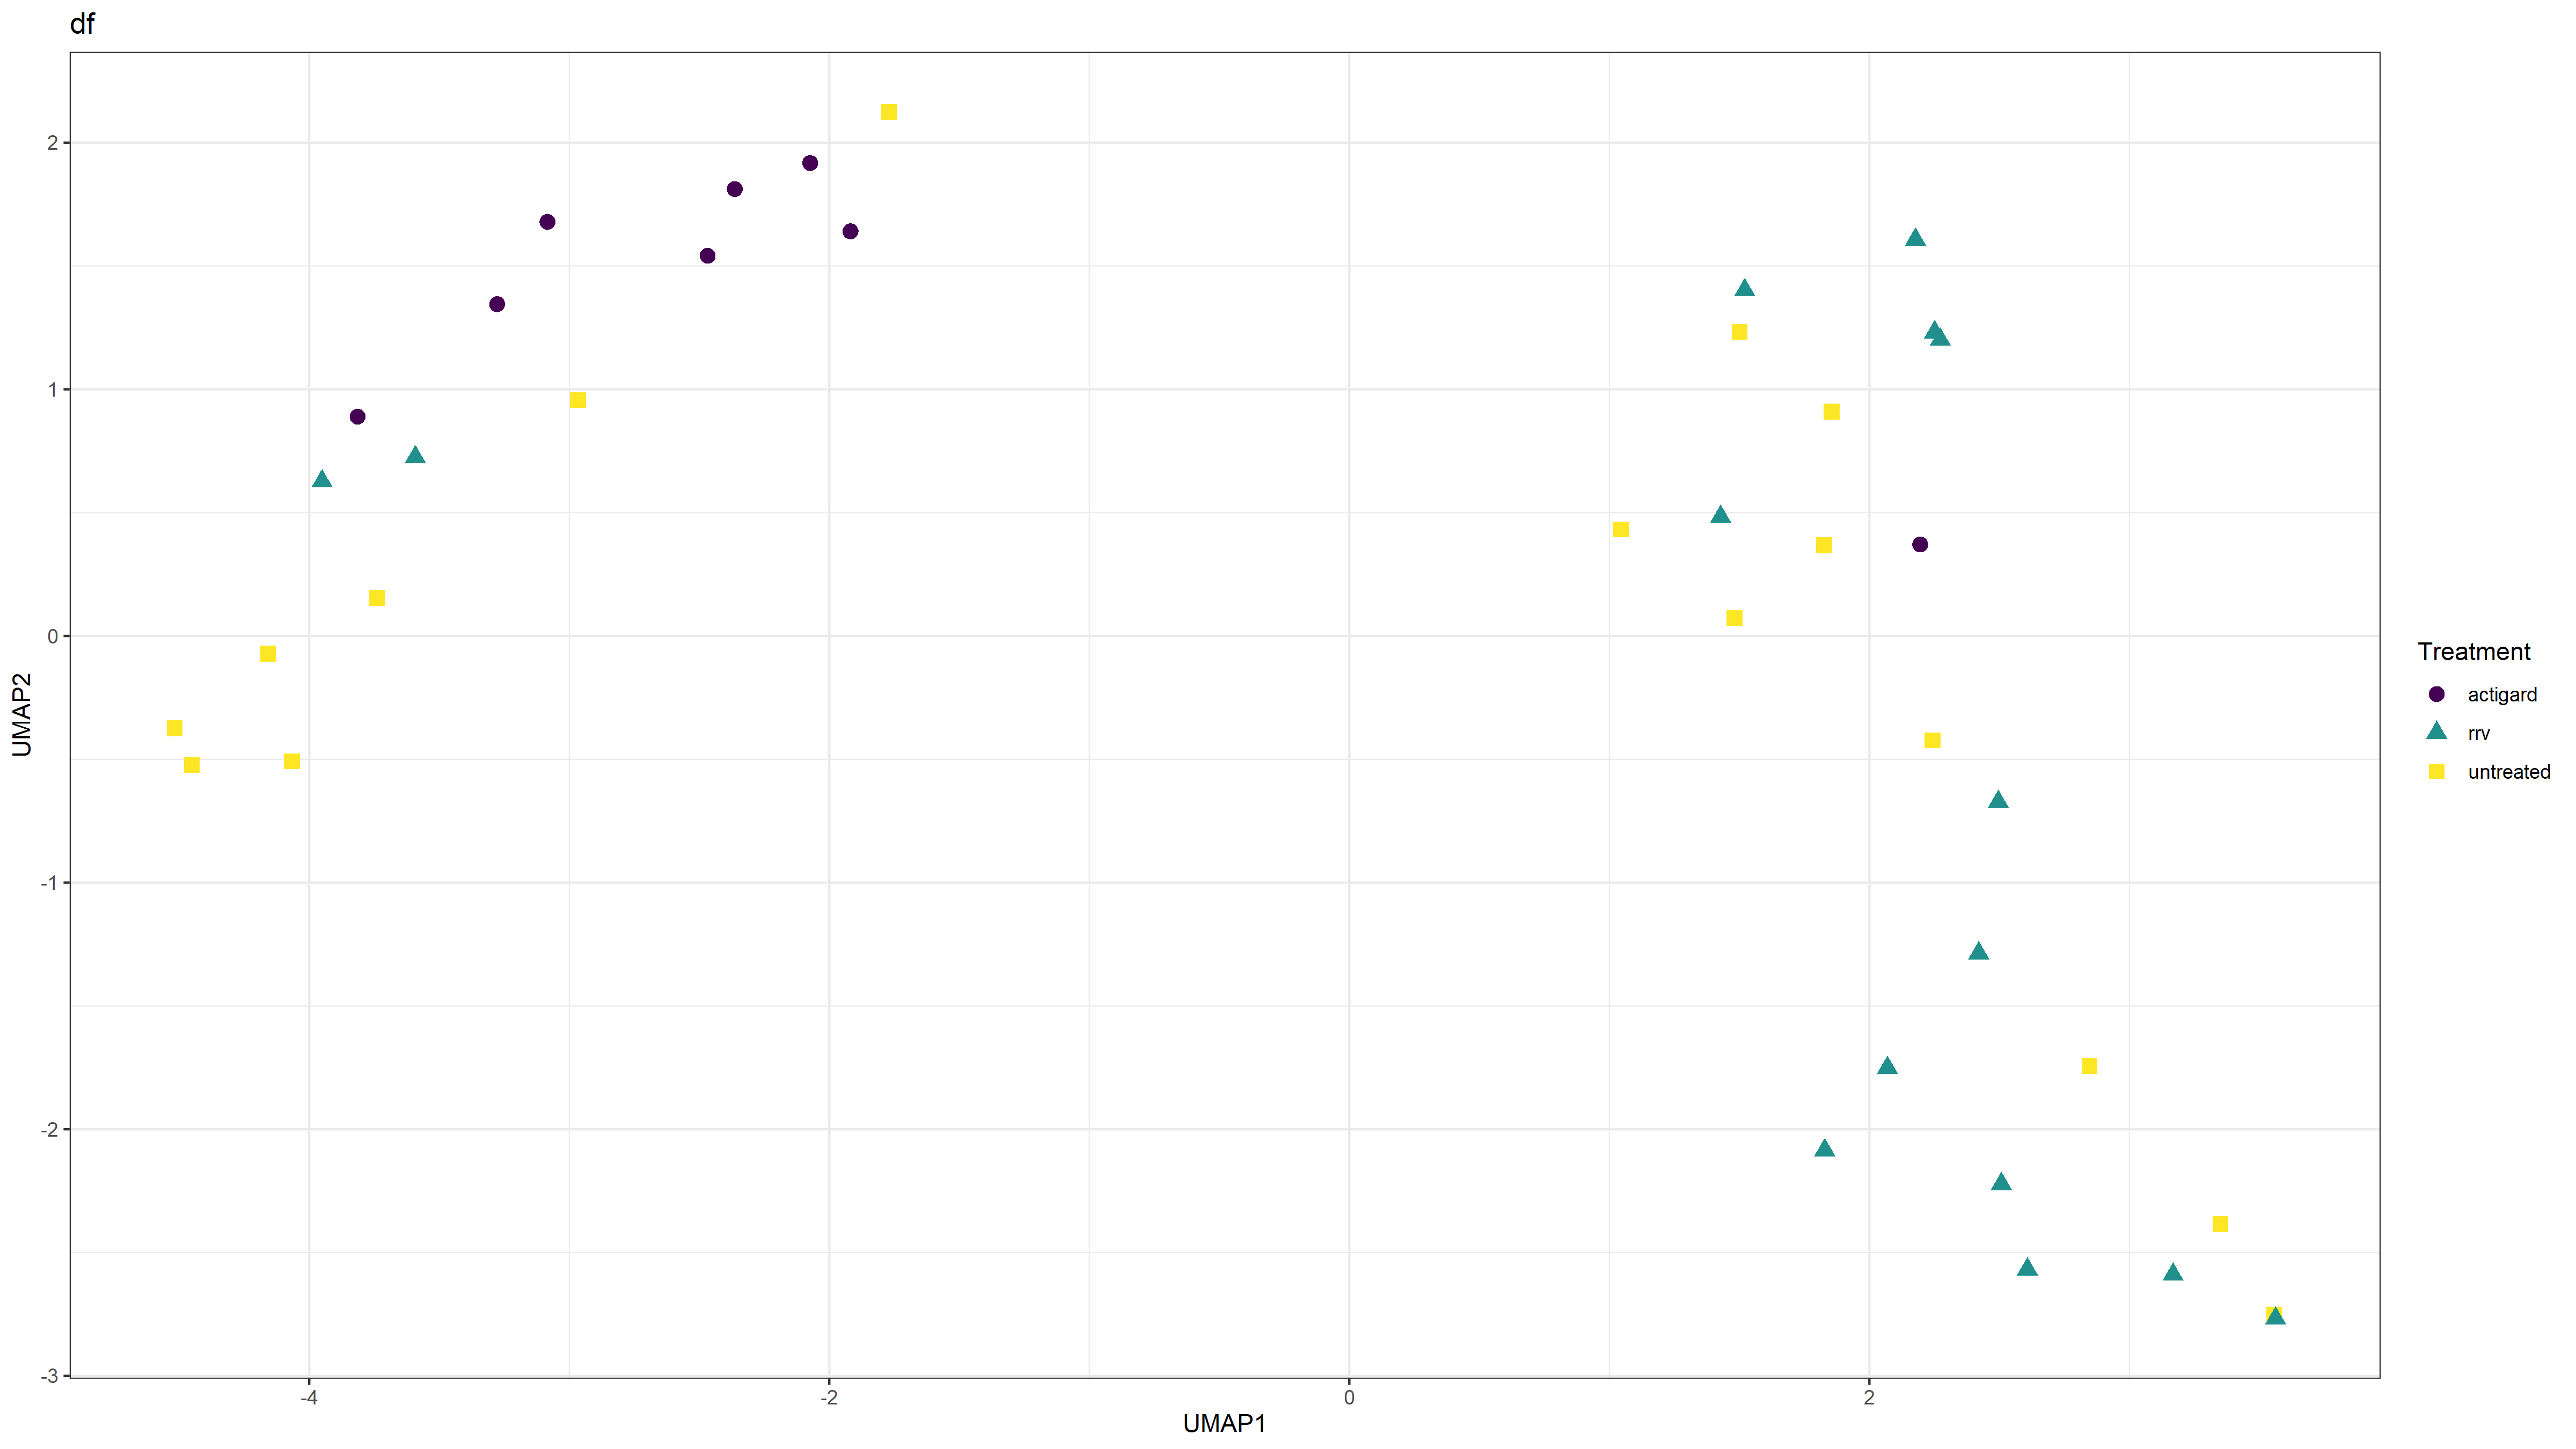 df
2
1
0
-1
-2
-3
UMAP2
-4
-2
0
2
UMAP1
Treatment
actigard
rrv
untreated